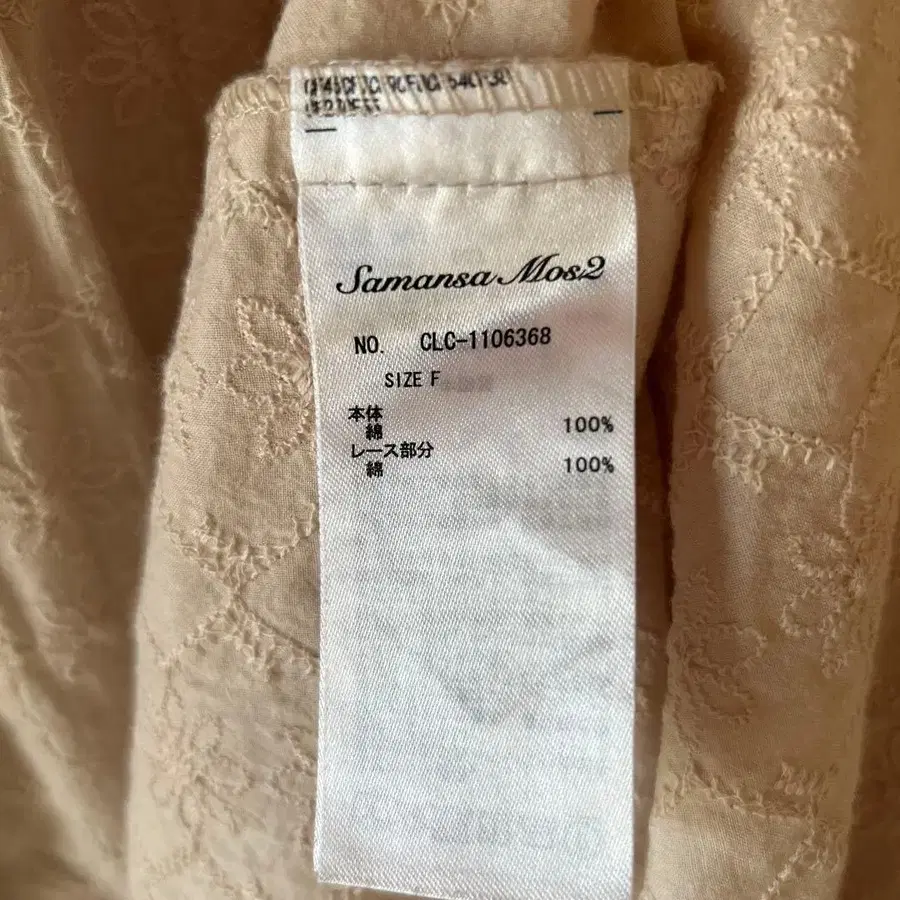 Samansa Mos2
NO. CLC-1106368
SIZE F
本体
綿 100%
レース部分
綿 100%